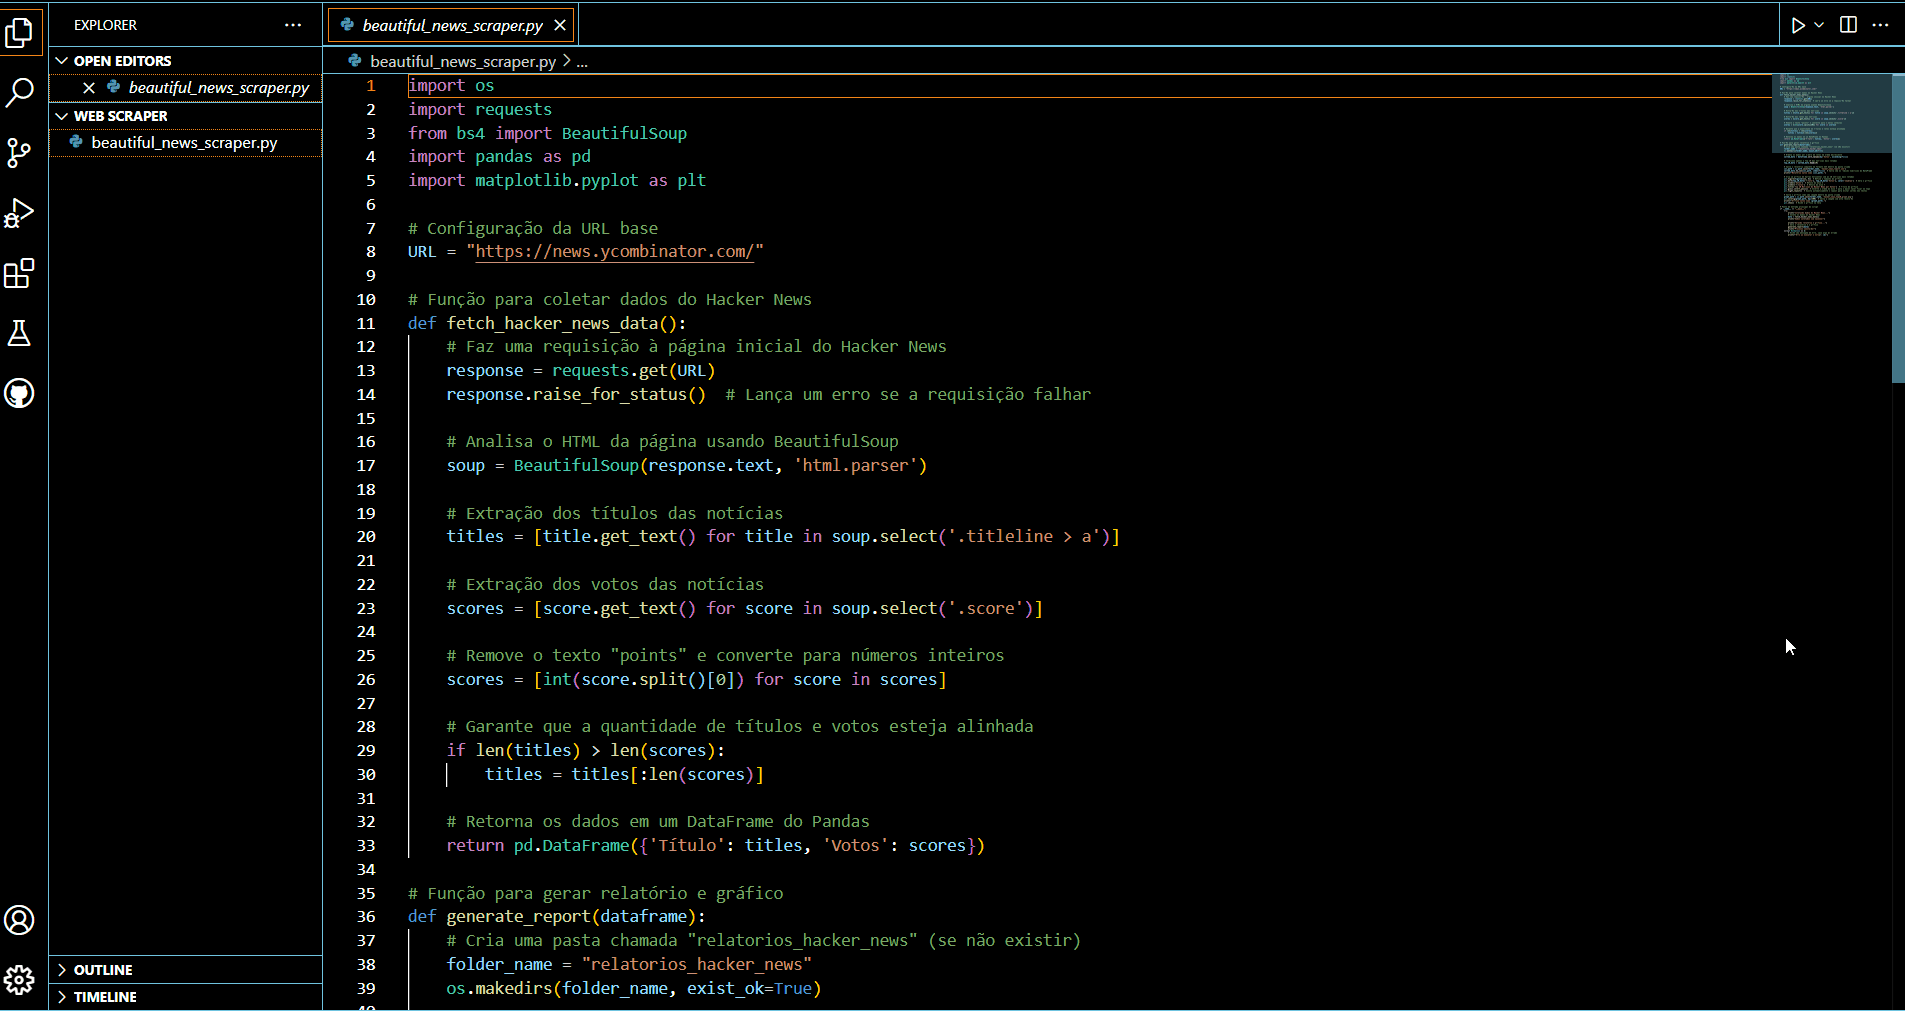 EXPLORER
OPEN EDITORS
beautiful_news_scraper.py
WEB SCRAPER
beautiful_news_scraper.py
OUTLINE
TIMELINE
beautiful_news_scraper.py
beautiful_news_scraper.py > ...
1 import os
2 import requests
3 from bs4 import BeautifulSoup
4 import pandas as pd
5 import matplotlib.pyplot as plt
6
7 # Configuração da URL base
8 URL = "https://news.ycombinator.com/"
9
10 # Função para coletar dados do Hacker News
11 def fetch_hacker_news_data():
12     # Faz uma requisição à página inicial do Hacker News
13     response = requests.get(URL)
14     response.raise_for_status()  # Lança um erro se a requisição falhar
15
16     # Analisa o HTML da página usando BeautifulSoup
17     soup = BeautifulSoup(response.text, 'html.parser')
18
19     # Extração dos títulos das notícias
20     titles = [title.get_text() for title in soup.select('.titleline > a')]
21
22     # Extração dos votos das notícias
23     scores = [score.get_text() for score in soup.select('.score')]
24
25     # Remove o texto "points" e converte para números inteiros
26     scores = [int(score.split()[0]) for score in scores]
27
28     # Garante que a quantidade de títulos e votos esteja alinhada
29     if len(titles) > len(scores):
30         titles = titles[:len(scores)]
31
32     # Retorna os dados em um DataFrame do Pandas
33     return pd.DataFrame({'Título': titles, 'Votos': scores})
34
35 # Função para gerar relatório e gráfico
36 def generate_report(dataframe):
37     # Cria uma pasta chamada "relatorios_hacker_news" (se não existir)
38     folder_name = "relatorios_hacker_news"
39     os.makedirs(folder_name, exist_ok=True)